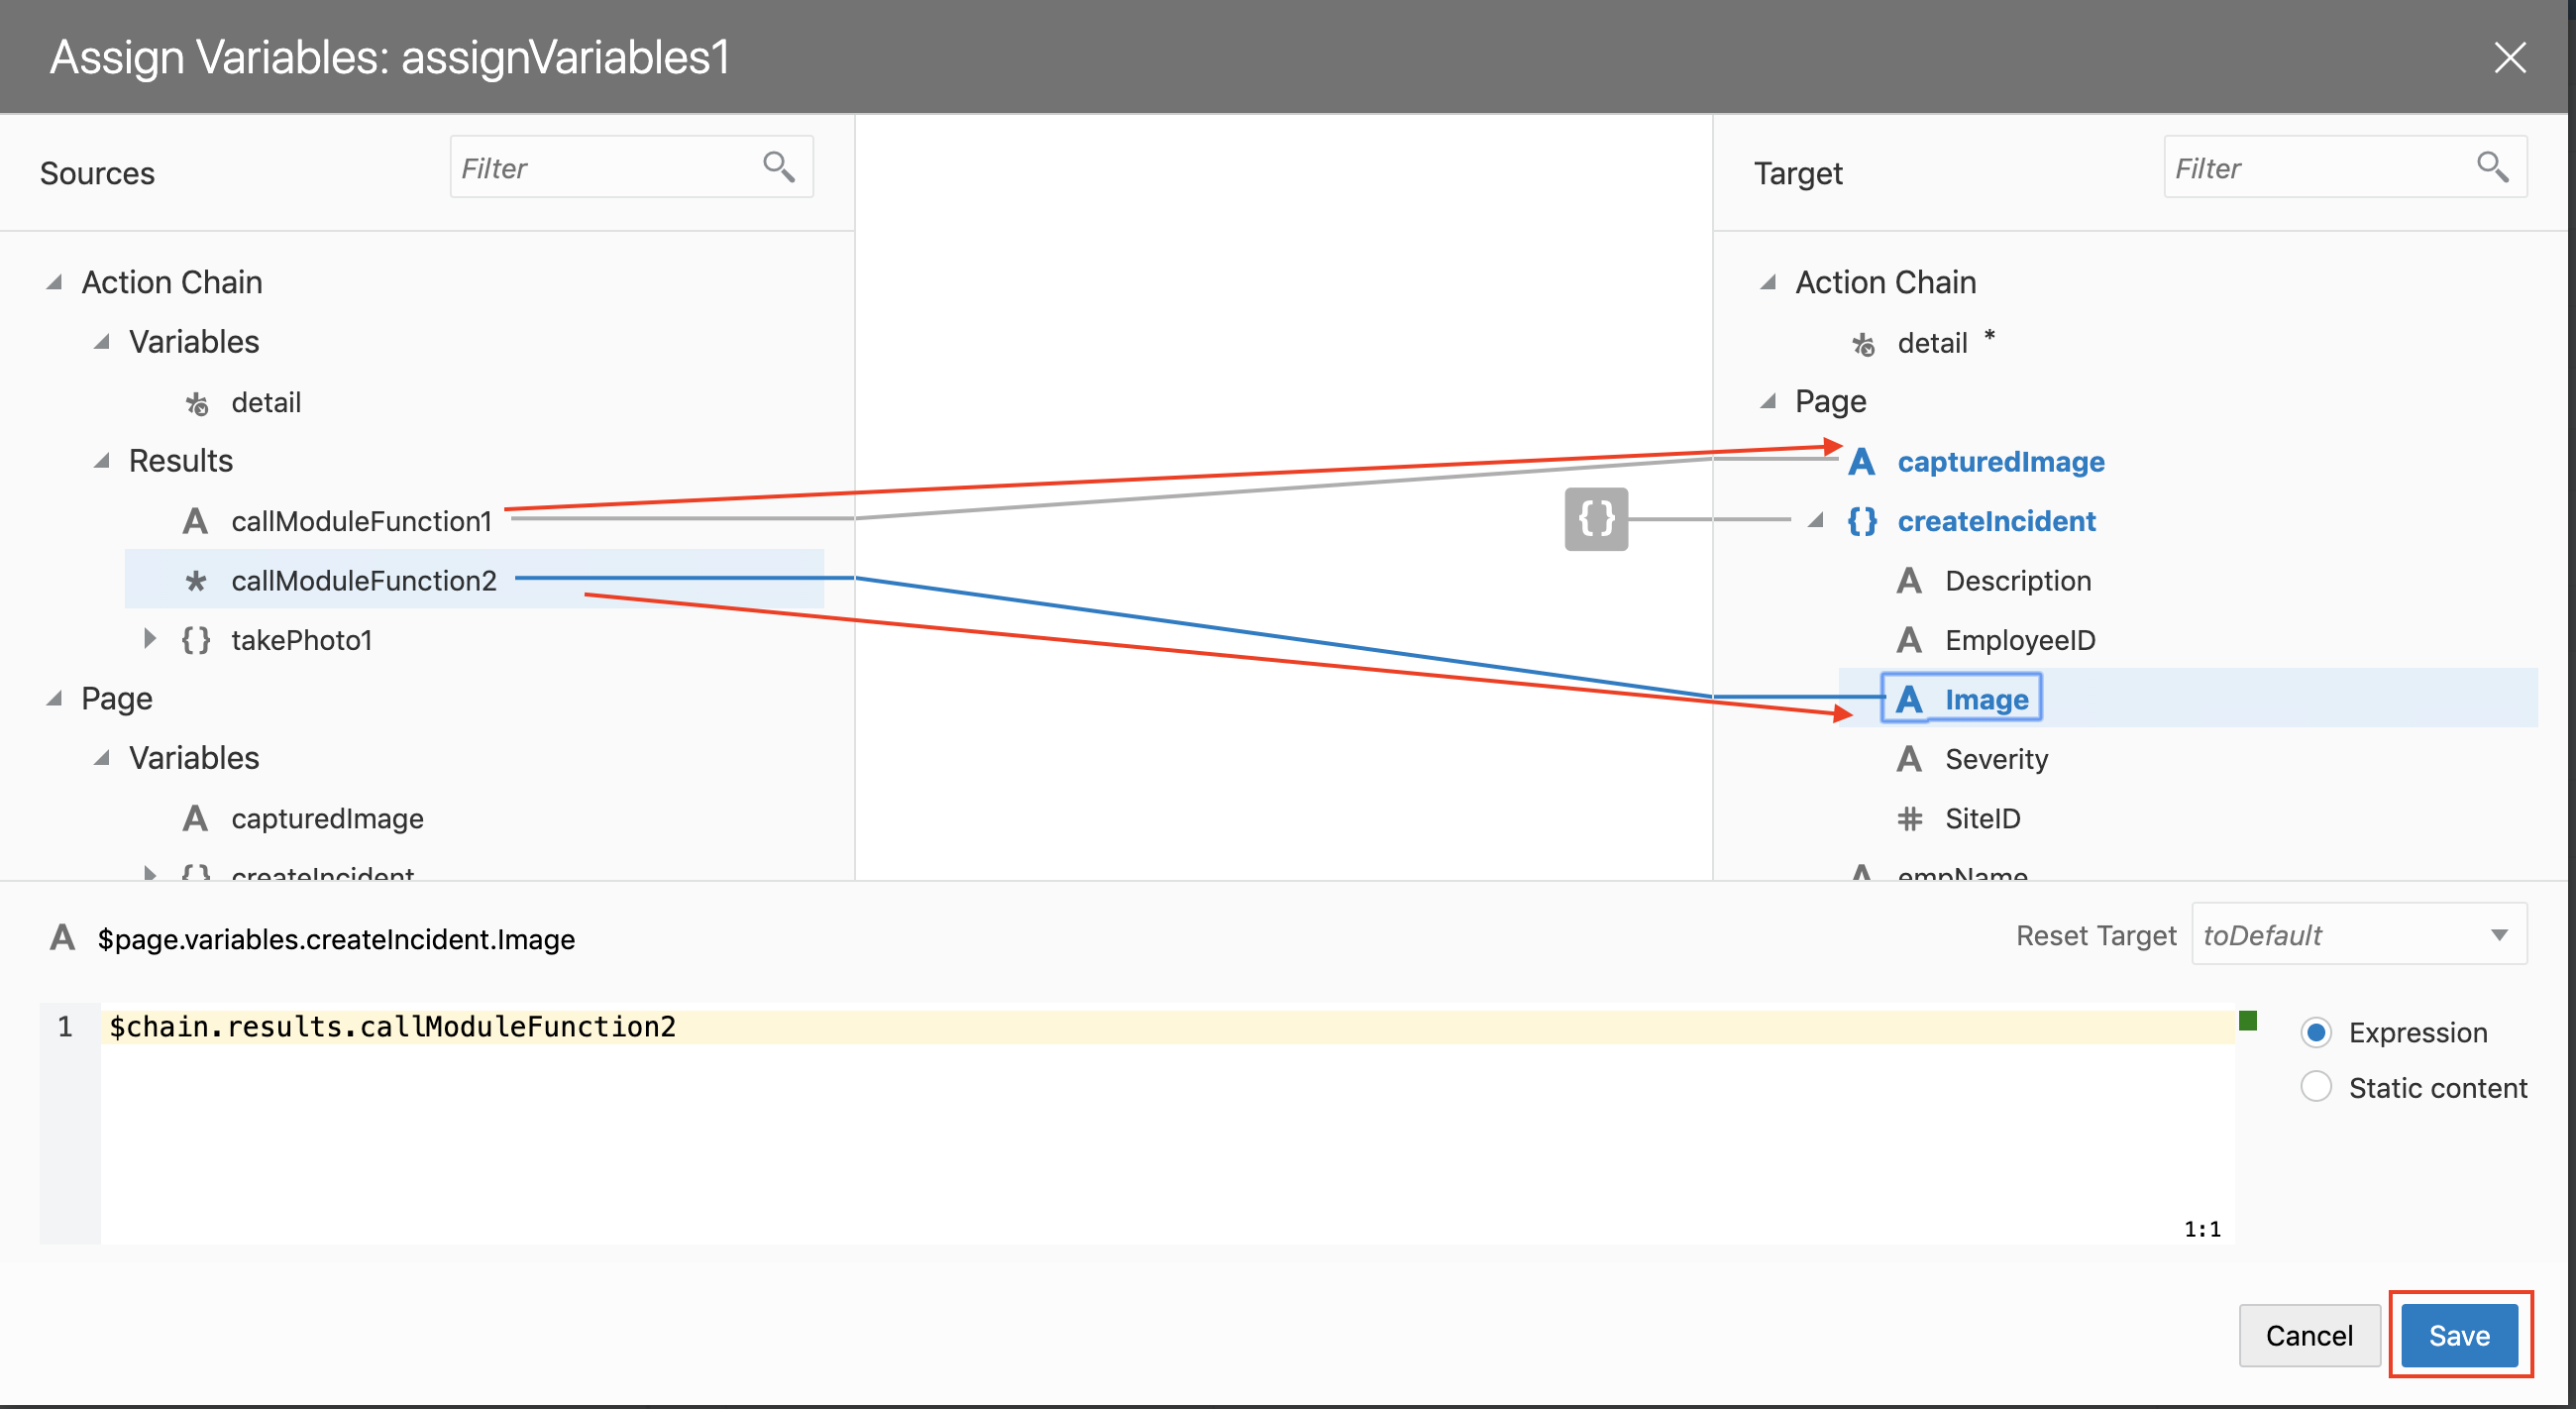 Assign Variables: assignVariables1
Sources
Filter
Action Chain
Variables
detail
Results
callModuleFunction1
callModuleFunction2
takePhoto1
Page
Variables
capturedImage
createIncident
Target
Filter
Action Chain
detail *
Page
capturedImage
createIncident
Description
EmployeeID
Image
Severity
SiteID
empName
$page.variables.createIncident.Image
Reset Target toDefault
1 $chain.results.callModuleFunction2
Expression
Static content
1:1
Cancel Save